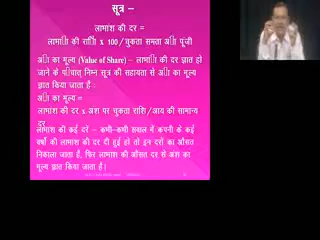 सूत्र –
लाभांश की दर =
लाभांश की राशि x 100/चुकता समता अंश पूंजी
अंश का मूल्य (Value of Share) – लाभांश की दर ज्ञात हो
जाने के पश्चात् निम्न सूत्र की सहायता से अंश का मूल्य
ज्ञात किया जाता है :
अंश का मूल्य =
लाभांश की दर x अंश पर चुकता राशि/आय की सामान्य
दर
लाभांश की कई दरें – कभी-कभी सवाल में कंपनी के कई
वर्षों की लाभांश की दर दी हुई हो तो इन दरों का औसत
निकाला जाता है, फिर लाभांश की औसत दर से अंश का
मूल्य ज्ञात किया जाता है।